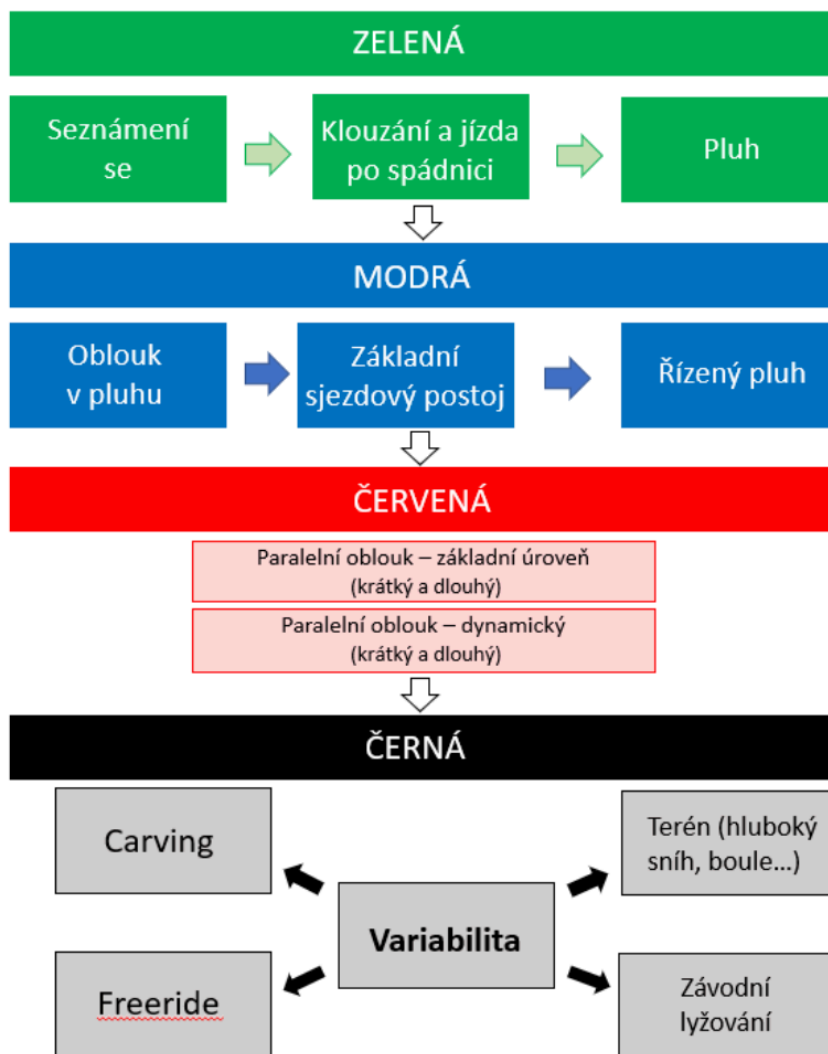 ZELENÁ
Seznámení
se
Klouzání a jízda
po spádnici
Pluh
MODRÁ
Oblouk
v pluhu
Základní
sjezdový postoj
Řízený pluh
ČERVENÁ
Paralelní oblouk – základní úroveň
(krátký a dlouhý)
Paralelní oblouk – dynamický
(krátký a dlouhý)
ČERNÁ
Carving
Terén (hluboký
sníh, boule…)
Variabilita
Freeride
Závodní
lyžování